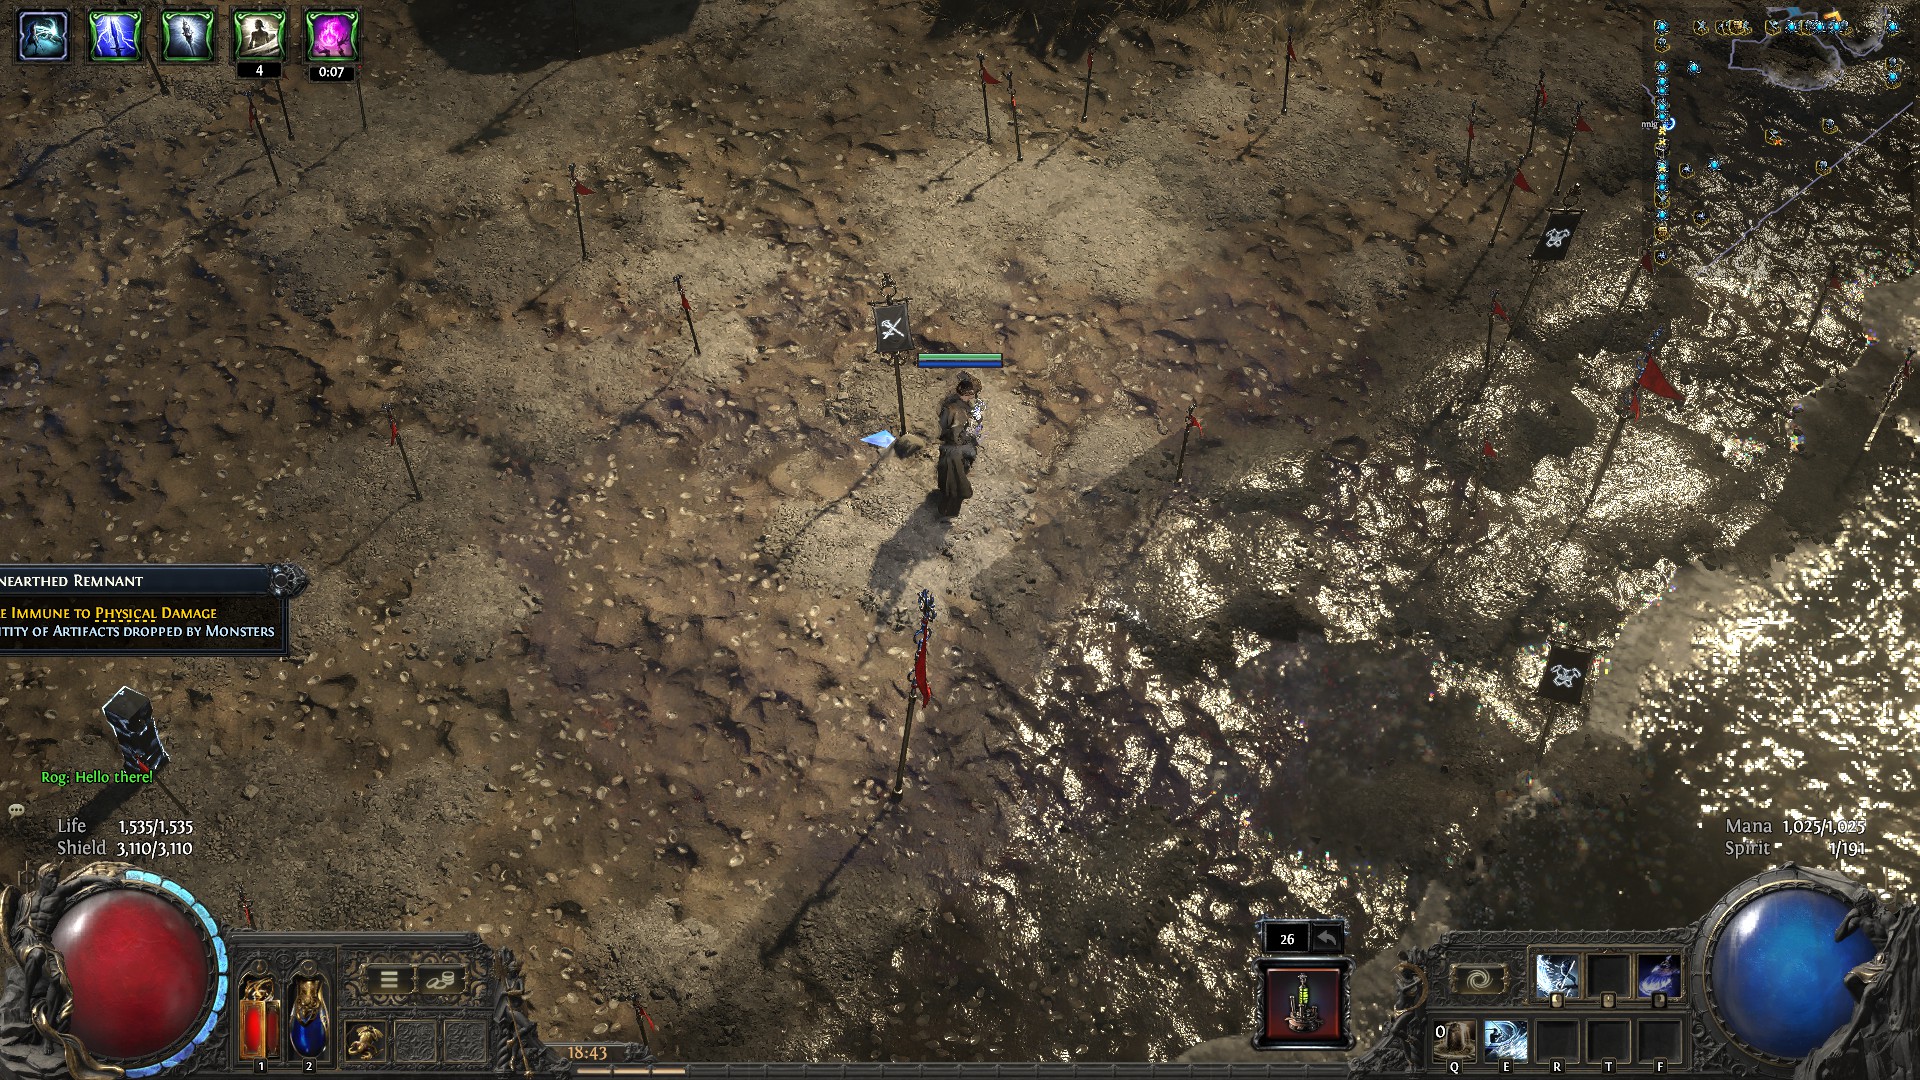 4
0:07
NEARTHED REMNANT
E IMMUNE TO PHYSICAL DAMAGE
TITY OF ARTIFACTS DROPPED BY MONSTERS
Rog: Hello there!
Life 1,535/1,535
Shield 3,110/3,110
Mana 1,025/1,025
Spirit 1/191
26
18:43
1
2
0
Q
E
R
T
F